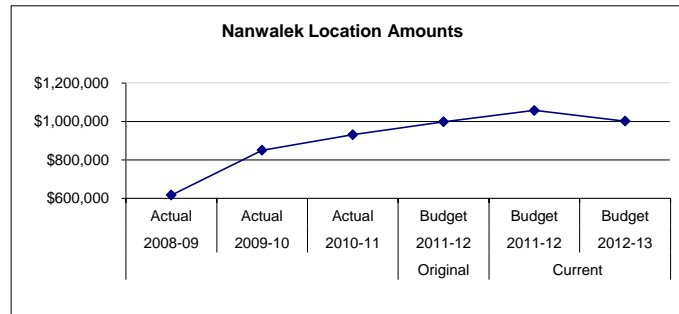 Nanwalek Location Amounts
$1,200,000
$1,000,000
$800,000
$600,000
Actual Actual Actual Budget Budget Budget
2008-09 2009-10 2010-11 2011-12 2011-12 2012-13
Original Current